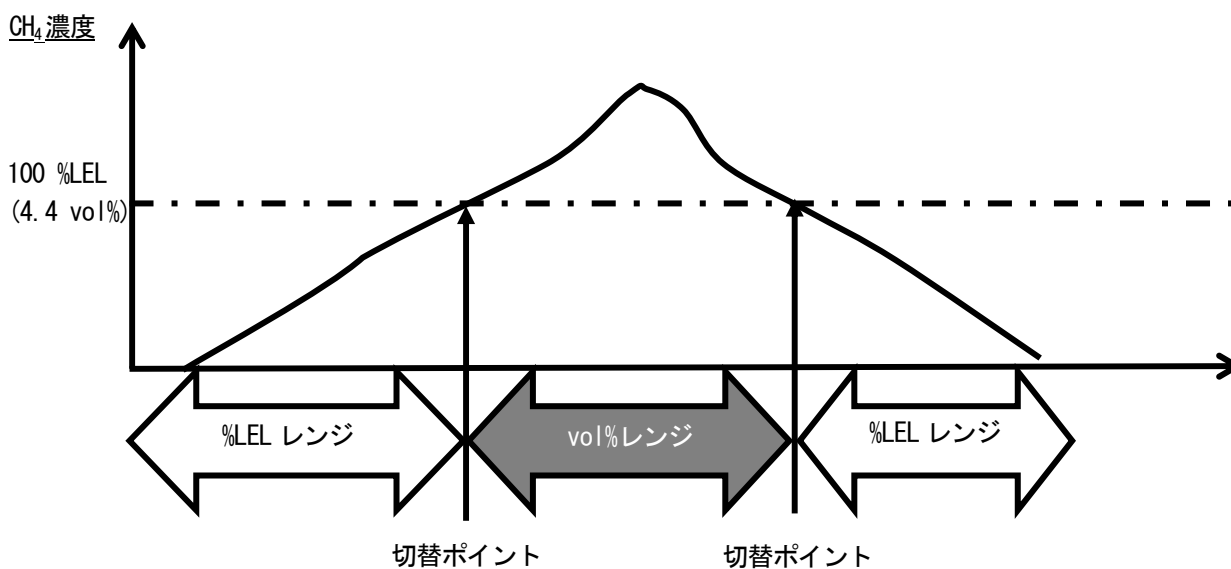 CH4濃度
100 %LEL
(4.4 vol%)
%LEL レンジ
vol%レンジ
%LEL レンジ
切替ポイント
切替ポイント